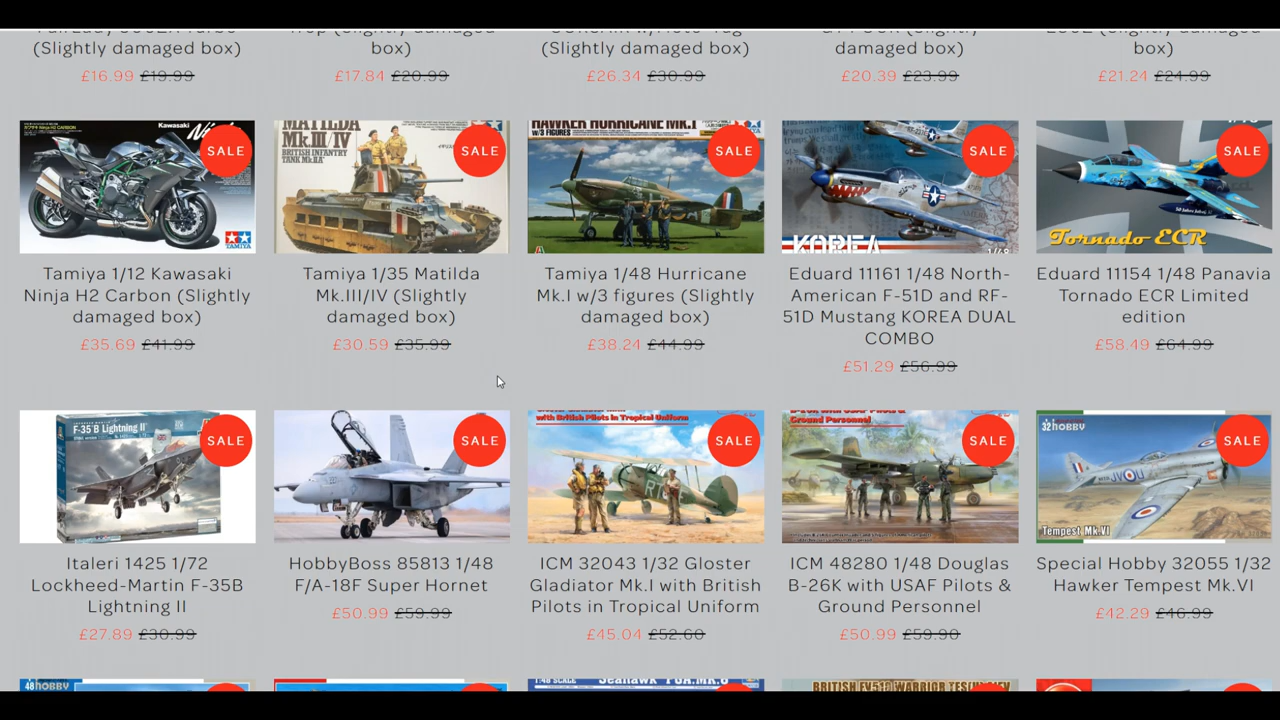 (Slightly damaged box)
box)
(Slightly damaged box)
damaged box)
box)
£16.99 £19.99
£17.84 £20.99
£26.34 £30.99
£20.39 £23.99
£21.24 £24.99
Kawasaki
SALE
TAMIYA
MATILDA
Mk.III/IV
BRITISH INFANTRY
TANK Mk.IIA
SALE
HAWKER HURRICANE MK.I
W/3 FIGURES
SALE
SALE
KOREA
1/48
SALE
Tornado ECR
Tamiya 1/12 Kawasaki
Ninja H2 Carbon (Slightly
damaged box)
£35.69 £41.99
Tamiya 1/35 Matilda
Mk.III/IV (Slightly
damaged box)
£30.59 £35.99
Tamiya 1/48 Hurricane
Mk.I w/3 figures (Slightly
damaged box)
£38.24 £44.99
Eduard 11161 1/48 North-
American F-51D and RF-
51D Mustang KOREA DUAL
COMBO
£51.29 £56.99
Eduard 11154 1/48 Panavia
Tornado ECR Limited
edition
£58.49 £64.99
F-35 B Lightning II
SALE
SALE
with British Pilots in Tropical Uniform
SALE
Ground Personnel
SALE
32 HOBBY
SALE
JV U
Tempest Mk.VI
Italeri 1425 1/72
Lockheed-Martin F-35B
Lightning II
£27.89 £30.99
HobbyBoss 85813 1/48
F/A-18F Super Hornet
£50.99 £59.99
ICM 32043 1/32 Gloster
Gladiator Mk.I with British
Pilots in Tropical Uniform
£45.04 £52.60
ICM 48280 1/48 Douglas
B-26K with USAF Pilots &
Ground Personnel
£50.99 £59.90
Special Hobby 32055 1/32
Hawker Tempest Mk.VI
£42.29 £46.99
48 HOBBY